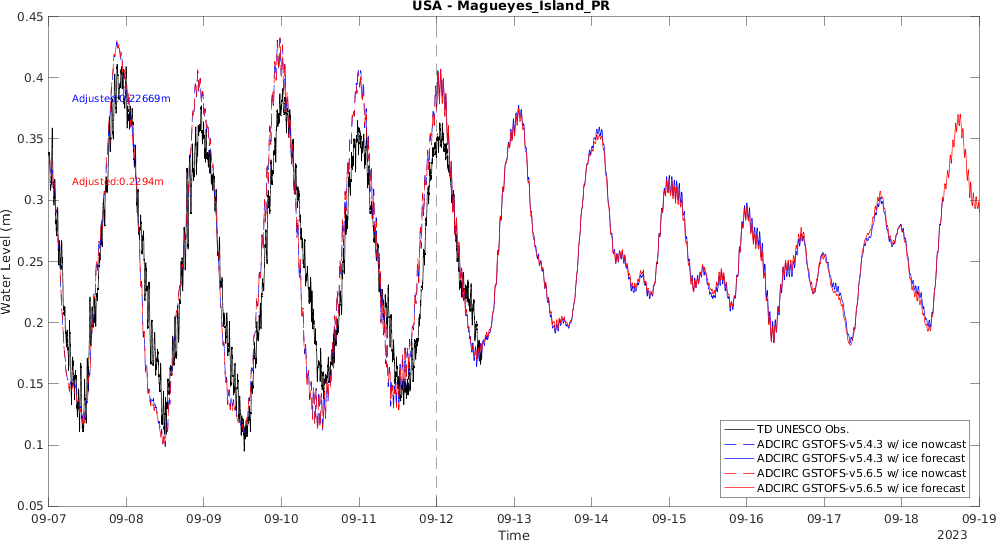 USA - Magueyes_Island_PR
0.45
0.4
0.35
0.3
0.25
0.2
0.15
0.1
0.05
Water Level (m)
Adjusted:0.22669m
Adjusted:0.2294m
TD UNESCO Obs.
ADCIRC GSTOFS-v5.4.3 w/ ice nowcast
ADCIRC GSTOFS-v5.4.3 w/ ice forecast
ADCIRC GSTOFS-v5.6.5 w/ ice nowcast
ADCIRC GSTOFS-v5.6.5 w/ ice forecast
09-07 09-08 09-09 09-10 09-11 09-12 09-13 09-14 09-15 09-16 09-17 09-18 09-19
Time
2023